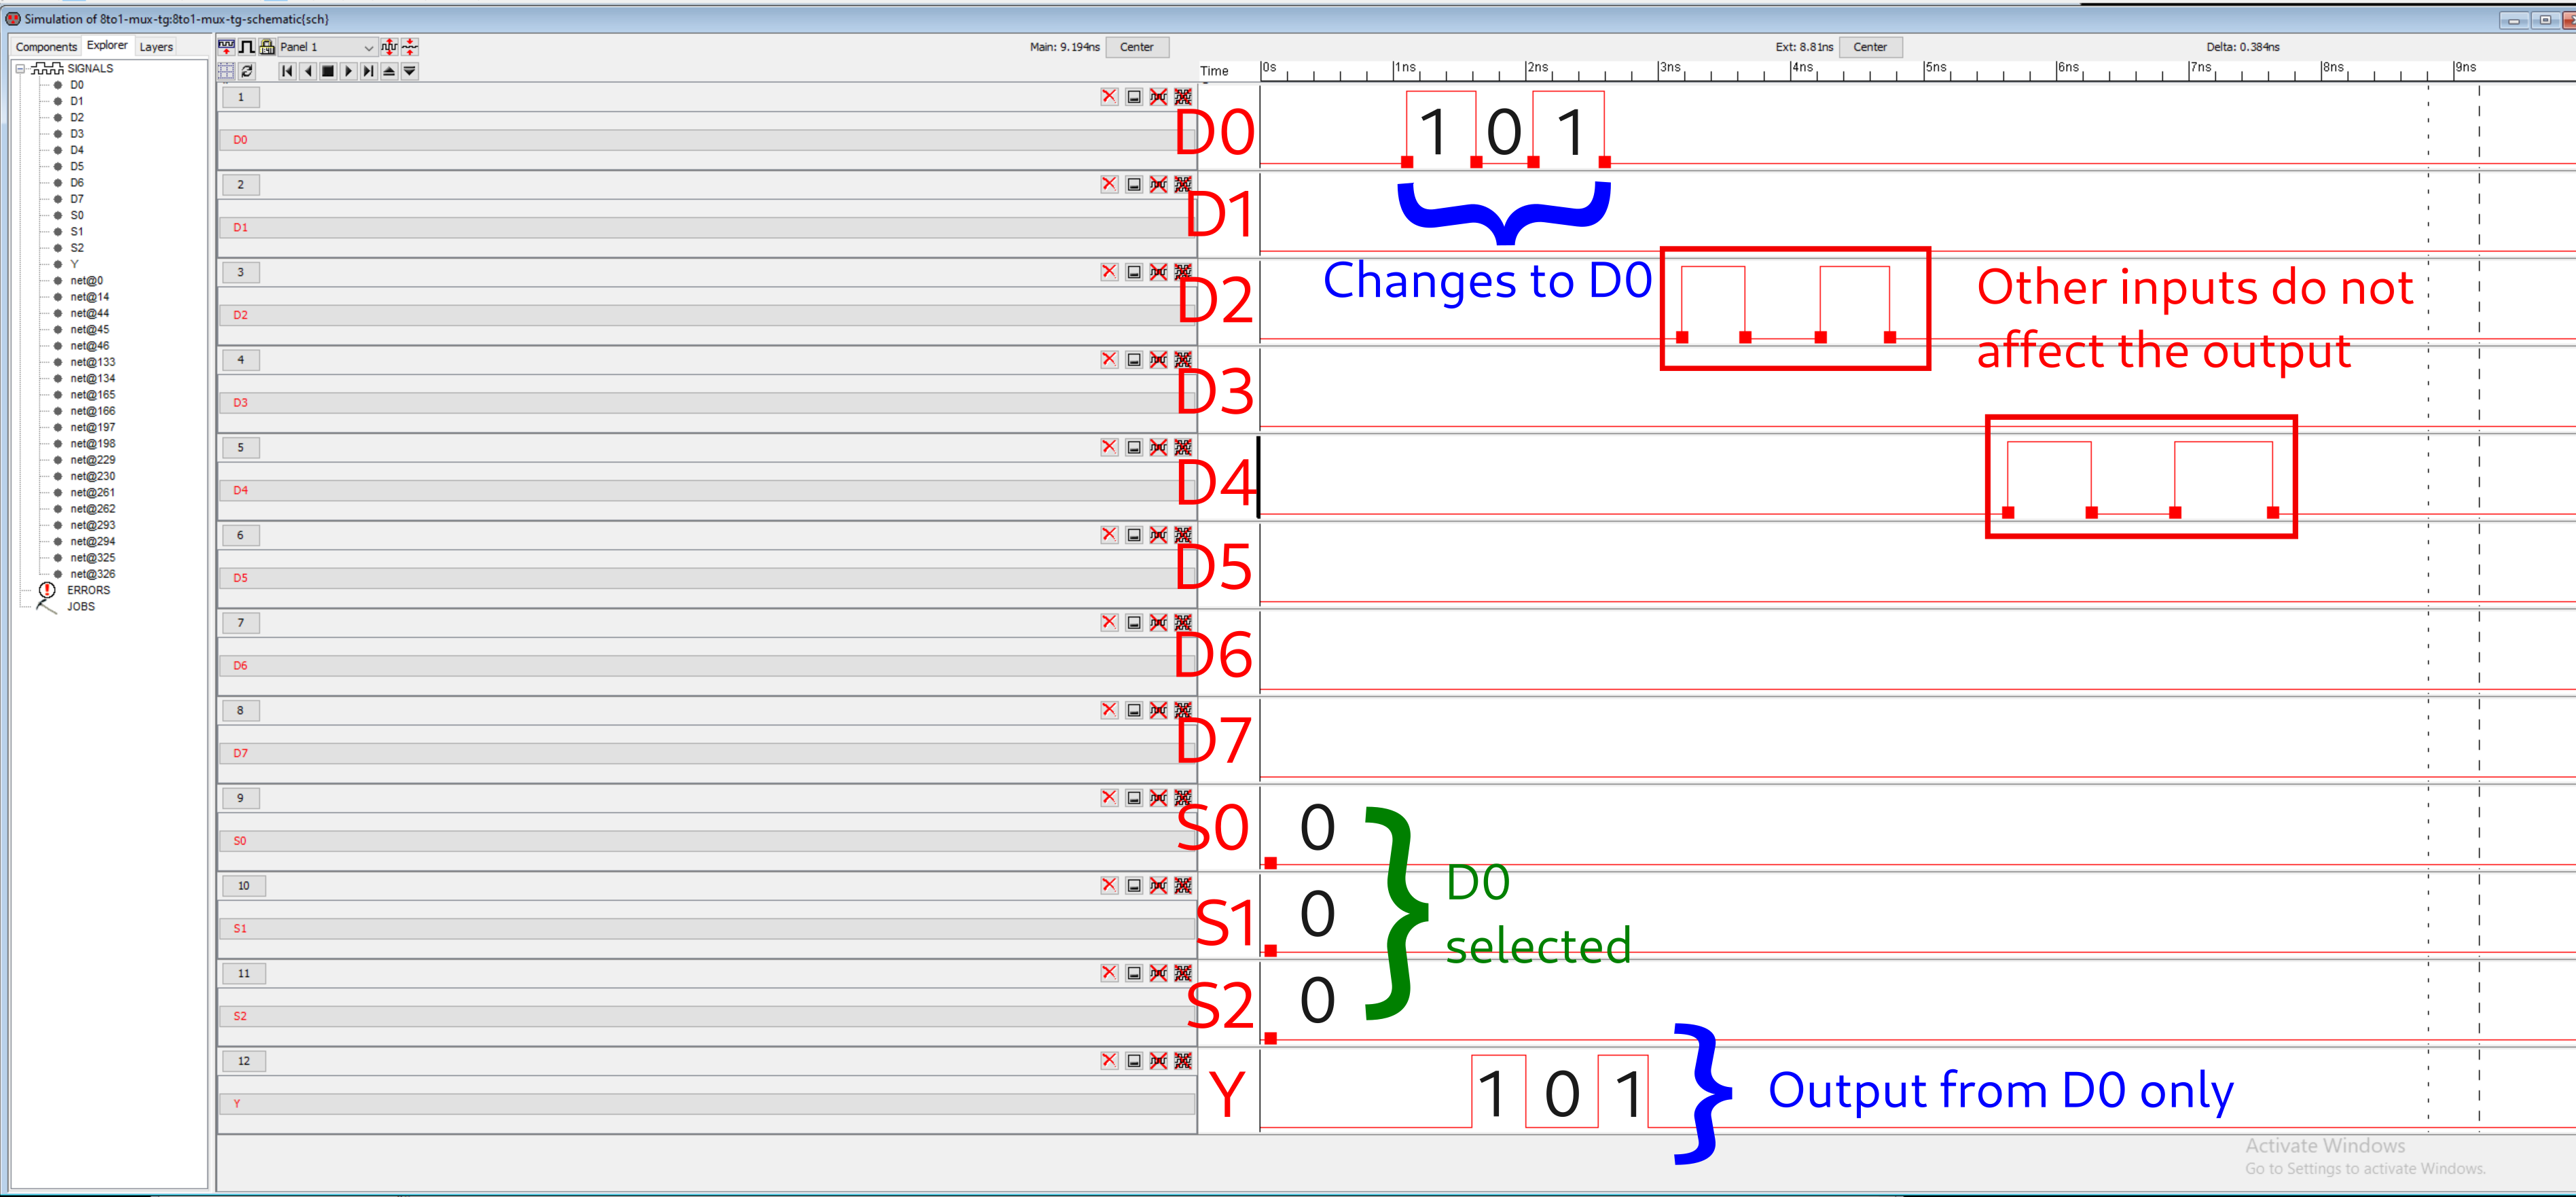 Simulation of 8to1-mux-tg:8to1-mux-tg-schematic{sch}
Components Explorer Layers
Panel 1
Main: 9.194ns Center
Ext: 8.81ns Center
Delta: 0.384ns
Time 0s 1ns 2ns 3ns 4ns 5ns 6ns 7ns 8ns 9ns
SIGNALS
D0
D1
D2
D3
D4
D5
D6
D7
S0
S1
S2
Y
net@0
net@14
net@44
net@45
net@46
net@133
net@134
net@165
net@166
net@197
net@198
net@229
net@230
net@261
net@262
net@293
net@294
net@325
net@326
ERRORS
JOBS
1
D0
D0 1 0 1
2
D1
D1
Changes to D0
3
D2
D2
Other inputs do not
affect the output
4
D3
D3
5
D4
D4
6
D5
D5
7
D6
D6
8
D7
D7
9
S0
S0 0
10
S1
S1 0
D0
selected
11
S2
S2 0
12
Y
Y 1 0 1
Output from D0 only
Activate Windows
Go to Settings to activate Windows.